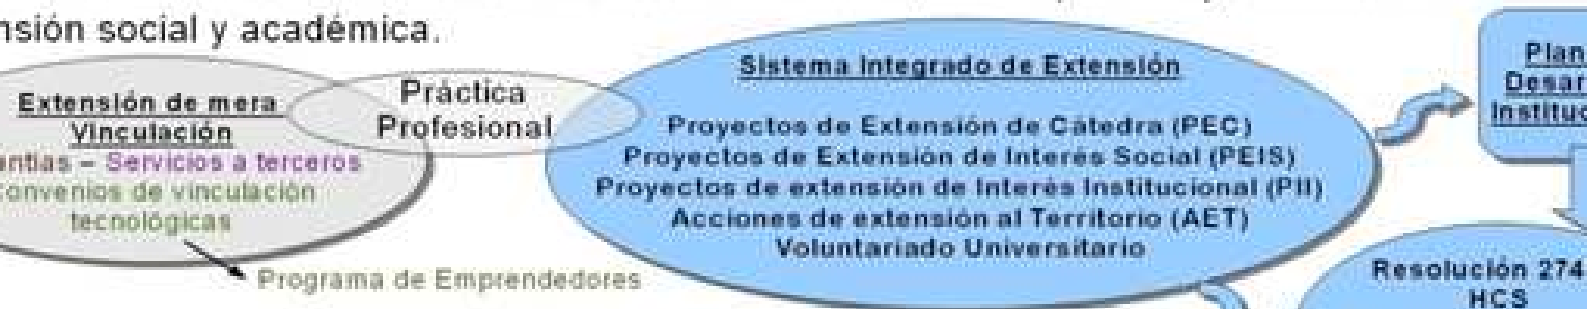 nsión social y académica.
Extensión de mera
Vinculación
antias – Servicios a terceros
onvenios de vinculación
tecnológicas
Programa de Emprendedores
Práctica
Profesional
Sistema Integrado de Extensión
Proyectos de Extensión de Cátedra (PEC)
Proyectos de Extensión de Interés Social (PEIS)
Proyectos de extensión de Interés Institucional (PII)
Acciones de extensión al Territorio (AET)
Voluntariado Universitario
Plan
Desar
Instituc
Resolución 274
HCS